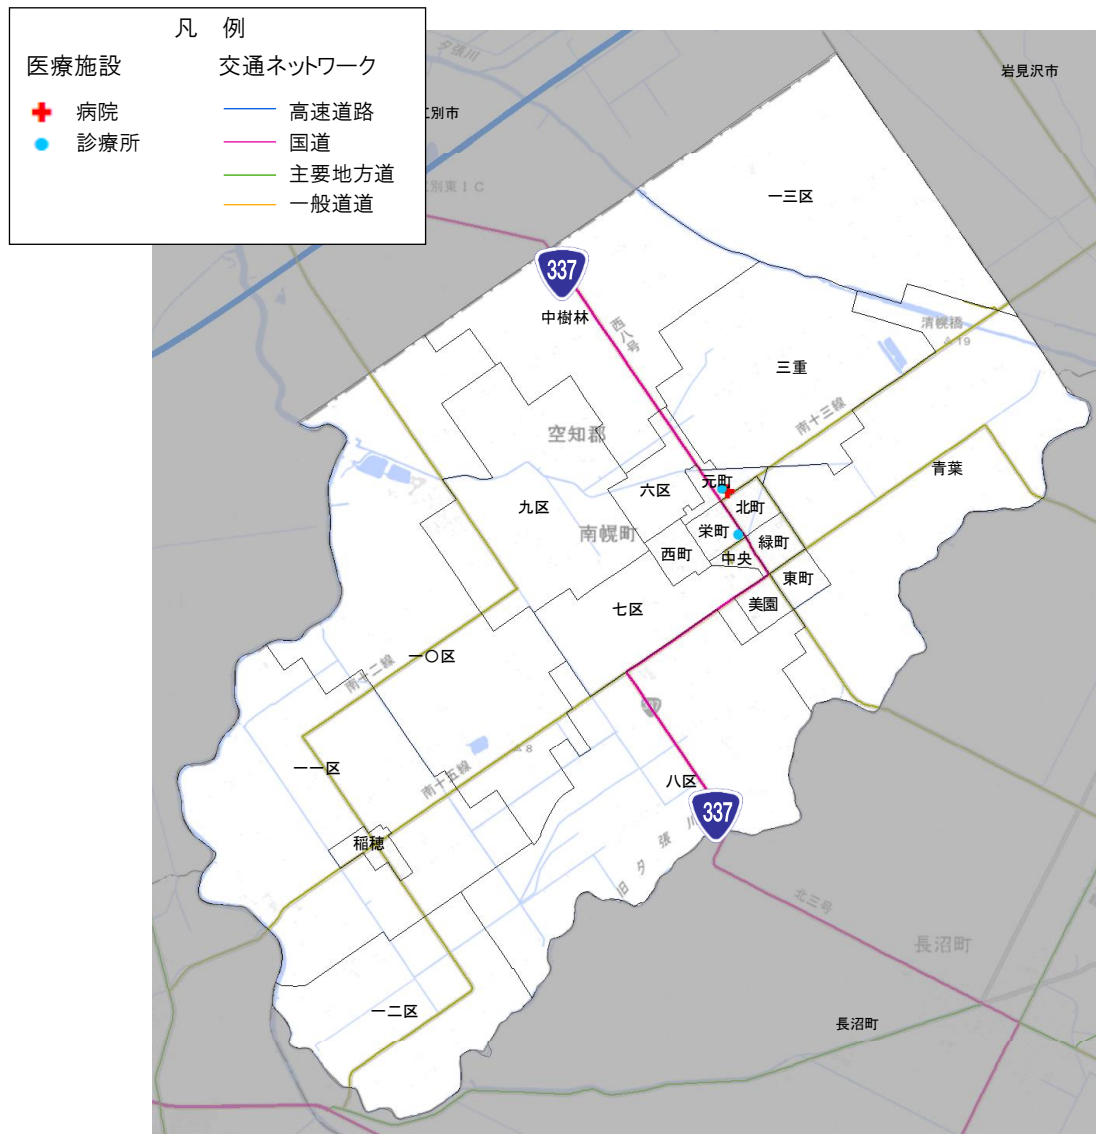 凡 例
医療施設 交通ネットワーク
病院
診療所
高速道路
国道
主要地方道
一般道道
夕張川
岩見沢市
江別市
江別東IC
一三区
337
中樹林
西八号
清幌橋
19
三重
南十三線
空知郡
青葉
元町
六区
北町
九区
南幌町
栄町
緑町
西町
中央
東町
美園
七区
一〇区
南十二線
8
一一区
南十五線
八区
337
稲穂
旧夕張川
北三号
長沼町
一二区
長沼町